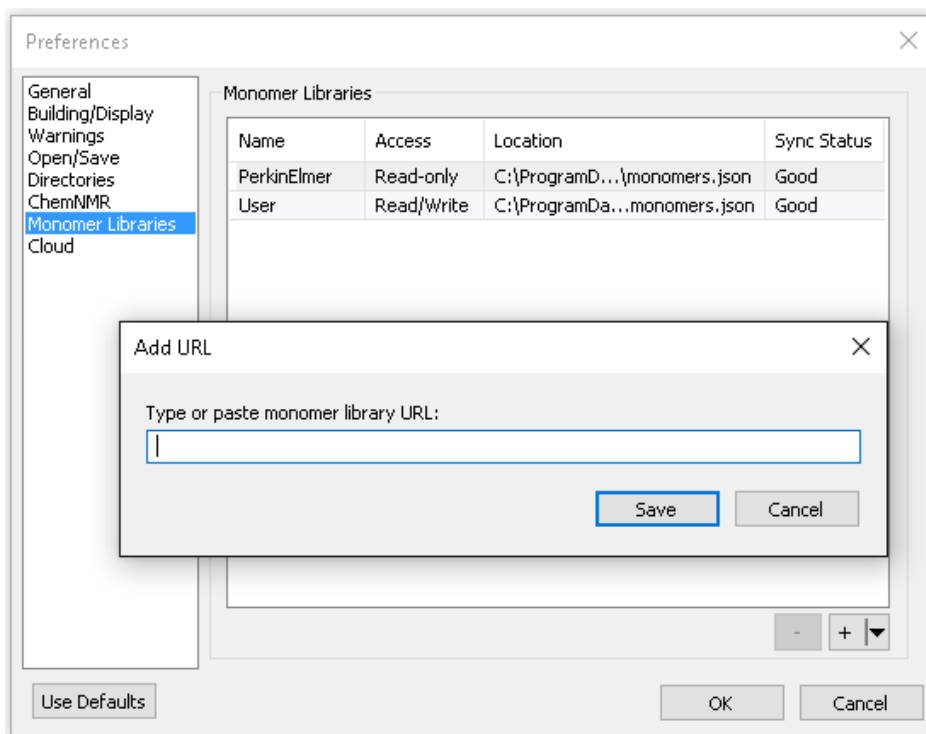 Preferences
General
Building/Display
Warnings
Open/Save
Directories
ChemNMR
Monomer Libraries
Cloud
Monomer Libraries
Name Access Location Sync Status
PerkinElmer Read-only C:\ProgramD...\monomers.json Good
User Read/Write C:\ProgramDa...monomers.json Good
Add URL
Type or paste monomer library URL:
Save Cancel
- +
Use Defaults OK Cancel